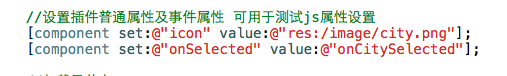 //设置插件普通属性及事件属性 可用于测试js属性设置
[component set:@"icon" value:@"res:/image/city.png"];
[component set:@"onSelected" value:@"onCitySelected"];